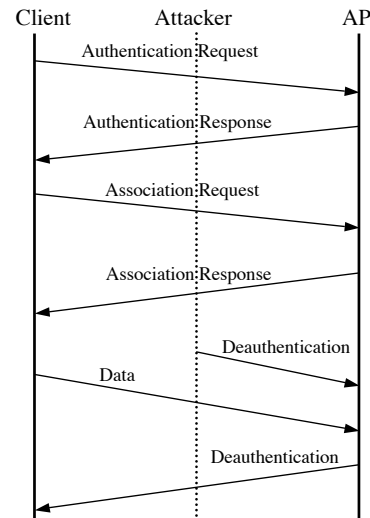 Client Attacker AP
Authentication Request
Authentication Response
Association Request
Association Response
Deauthentication
Data
Deauthentication